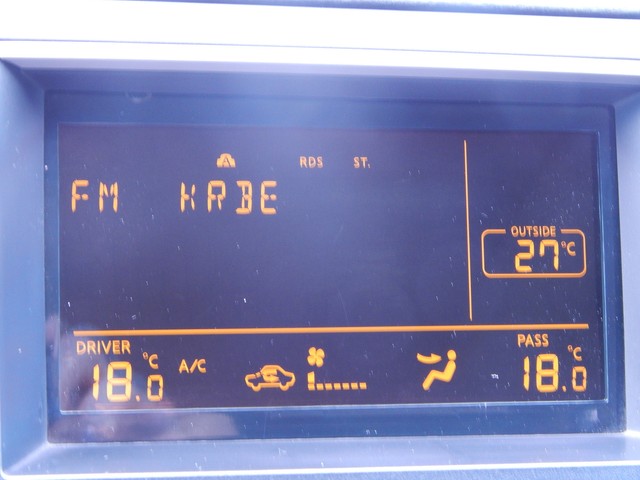 RDS ST.
FM KRBE
OUTSIDE
27°C
DRIVER
18.0 °C
A/C
PASS
18.0 °C